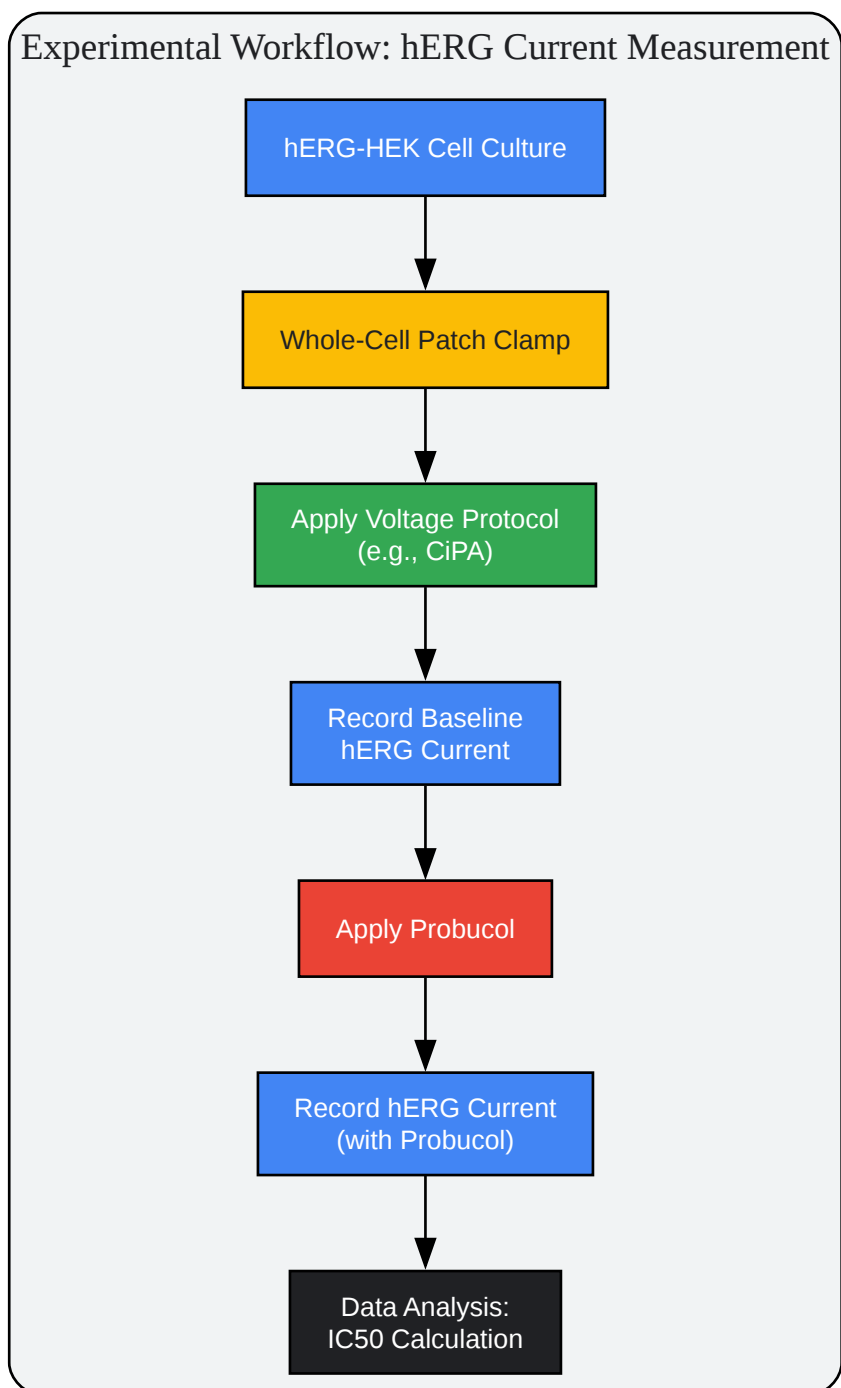 Experimental Workflow: hERG Current Measurement
hERG-HEK Cell Culture
Whole-Cell Patch Clamp
Apply Voltage Protocol
(e.g., CiPA)
Record Baseline
hERG Current
Apply Probucol
Record hERG Current
(with Probucol)
Data Analysis:
IC50 Calculation